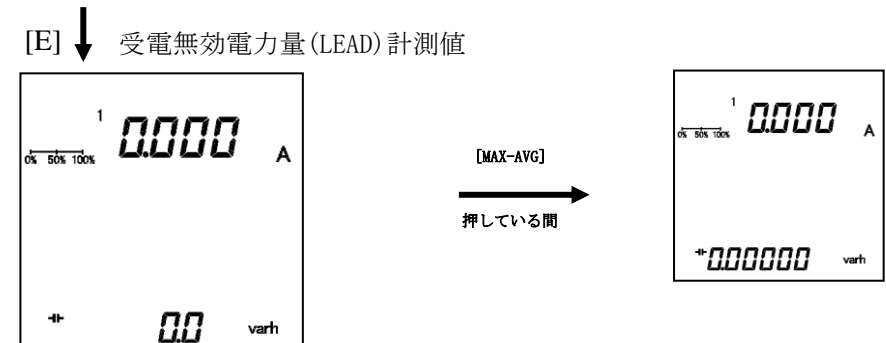 [E] 受電無効電力量(LEAD)計測値
1
0.000 A
0% 50% 100%
0.0 varh
[MAX-AVG]
押している間
1
0.000 A
0% 50% 100%
0.00000 varh